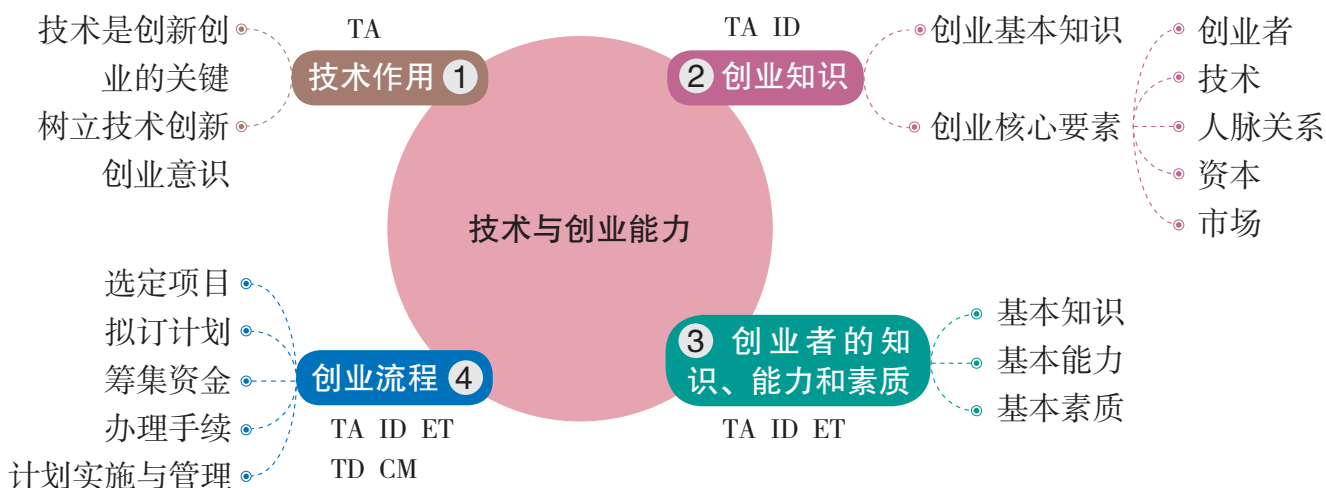 技术是创新创
业的关键
树立技术创新
创业意识
TA
技术作用 1
TA ID
2 创业知识
创业基本知识
创业核心要素
创业者
技术
人脉关系
资本
市场
技术与创业能力
选定项目
拟订计划
筹集资金
办理手续
计划实施与管理
创业流程 4
TA ID ET
TD CM
3 创业者的知
识、能力和素质
TA ID ET
基本知识
基本能力
基本素质